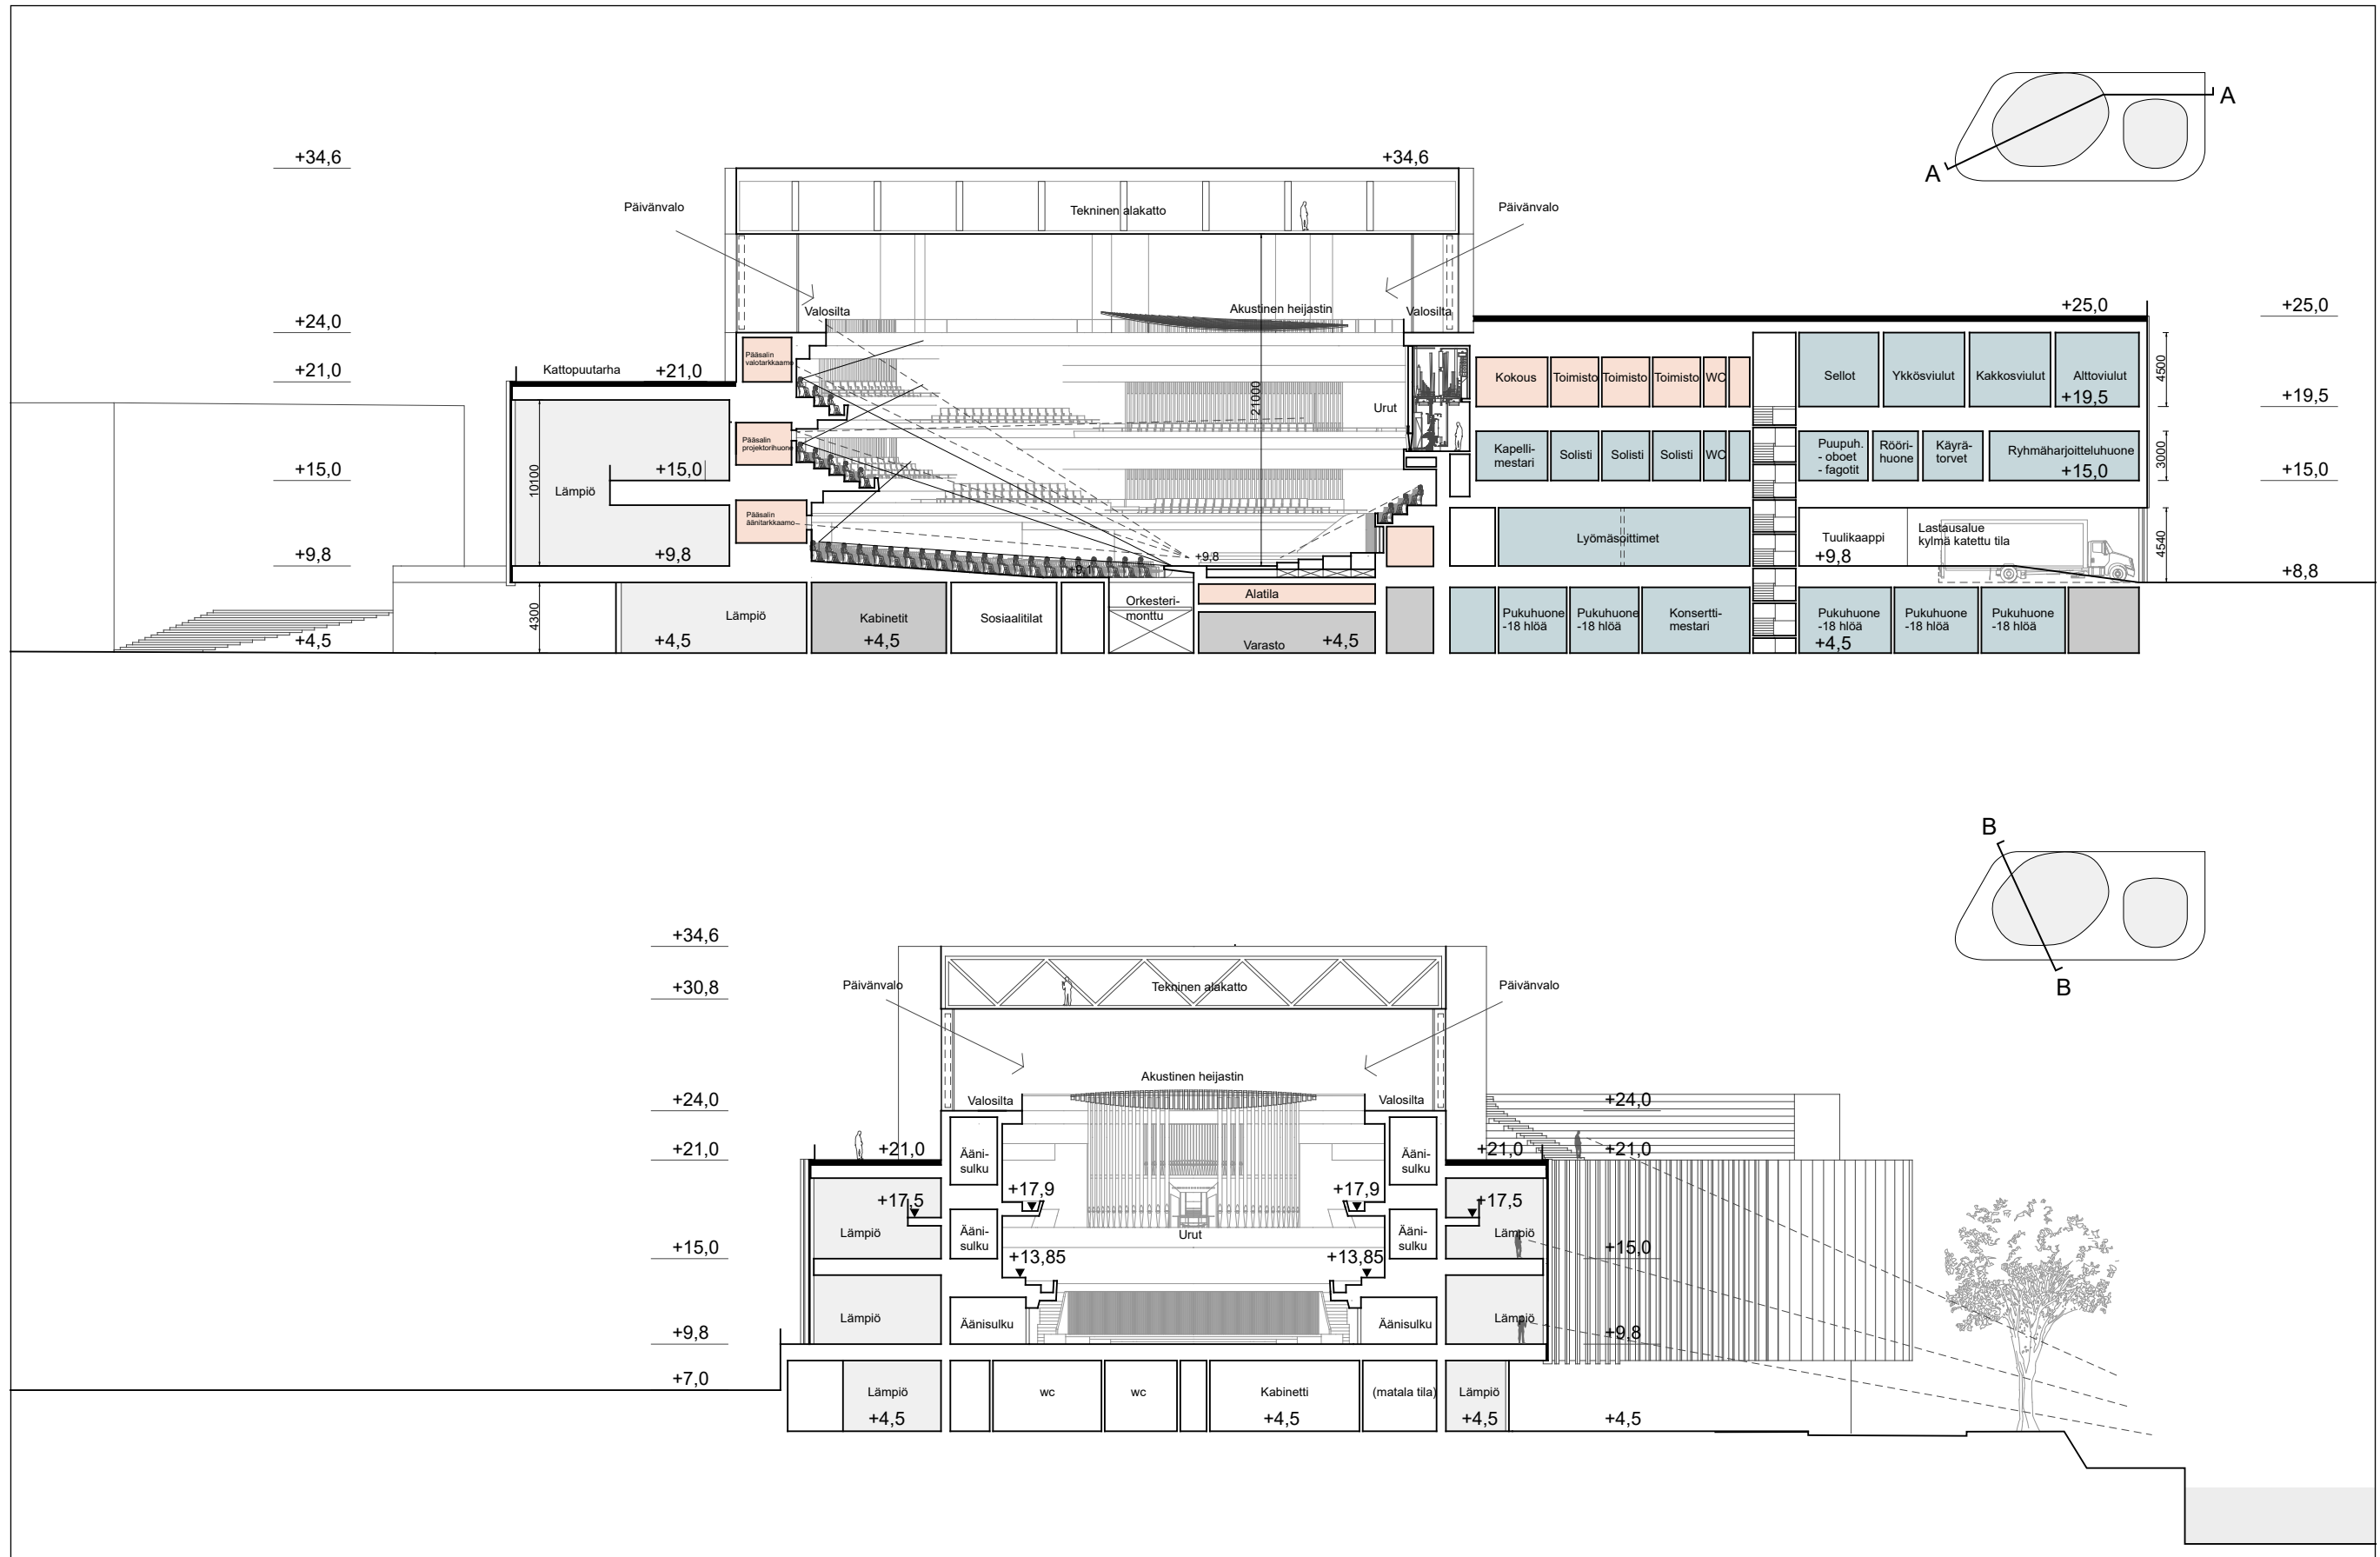 A
A
+34,6
+34,6
Päivänvalo
Tekninen alakatto
Päivänvalo
Valosilta
Akustinen heijastin
Valosilta
+25,0
+25,0
+24,0
+21,0
Kattopuutarha
+21,0
Pääsalin
valotarkkaamo
21000
Urut
Kokous
Toimisto
Toimisto
Toimisto
WC
Sellot
Ykkösviulut
Kakkosviulut
Alttoviulut
+19,5
4500
+19,5
Pääsalin
projektorihuone
Kapelli-
mestari
Solisti
Solisti
Solisti
WC
Puupuh.
- oboet
- fagotit
Rööri-
huone
Käyrä-
torvet
Ryhmäharjoitteluhuone
+15,0
3000
+15,0
+15,0
10100
Lämpiö
+15,0
Pääsalin
äänitarkkaamo
Lyömäsoittimet
Tuulikaappi
+9,8
Lastausalue
kylmä katettu tila
4540
+9,8
+9,8
+9,8
+8,8
4300
Lämpiö
+4,5
+4,5
Kabinetit
+4,5
Sosiaalitilat
Orkesteri-
monttu
Alatila
Varasto
+4,5
Pukuhuone
-18 hlöä
Pukuhuone
-18 hlöä
Konsertti-
mestari
Pukuhuone
-18 hlöä
+4,5
Pukuhuone
-18 hlöä
Pukuhuone
-18 hlöä
B
B
+34,6
+30,8
Päivänvalo
Tekninen alakatto
Päivänvalo
Akustinen heijastin
Valosilta
Valosilta
+24,0
+24,0
+21,0
+21,0
+21,0
+21,0
Ääni-
sulku
Ääni-
sulku
+17,5
+17,9
+17,9
+17,5
Lämpiö
Ääni-
sulku
Urut
Ääni-
sulku
Lämpiö
+15,0
+15,0
+13,85
+13,85
Lämpiö
Äänisulku
Äänisulku
Lämpiö
+9,8
+9,8
+7,0
Lämpiö
+4,5
wc
wc
Kabinetti
+4,5
(matala tila)
Lämpiö
+4,5
+4,5